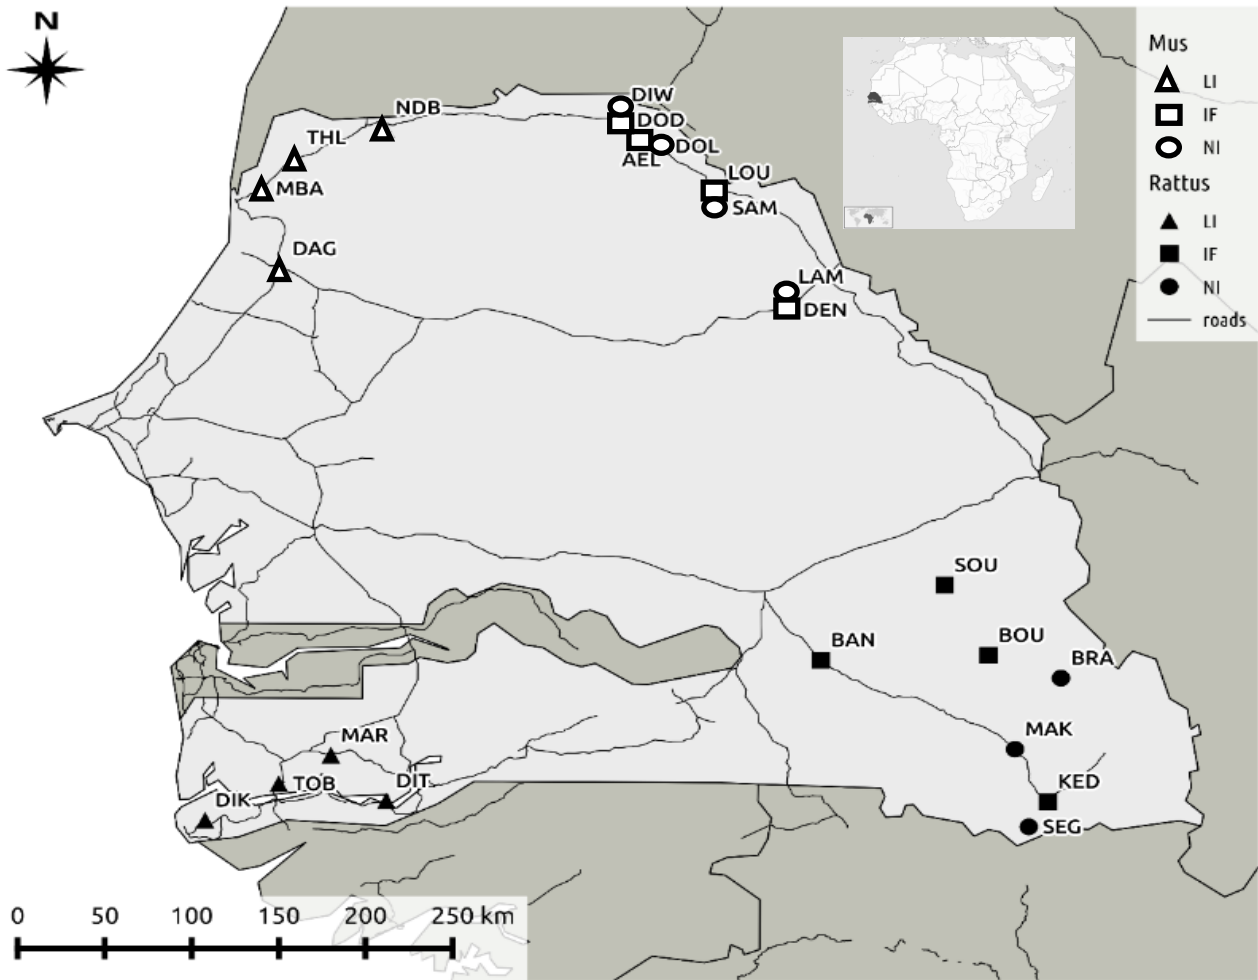 N
Mus
LI
IF
NI
Rattus
LI
IF
NI
roads
DIW
NDB
DOD
THL
DOL
AEL
LOU
MBA
SAM
DAG
LAM
DEN
SOU
BAN
BOU
BRA
MAK
MAR
KED
TOB
DIT
DIK
SEG
0 50 100 150 200 250 km